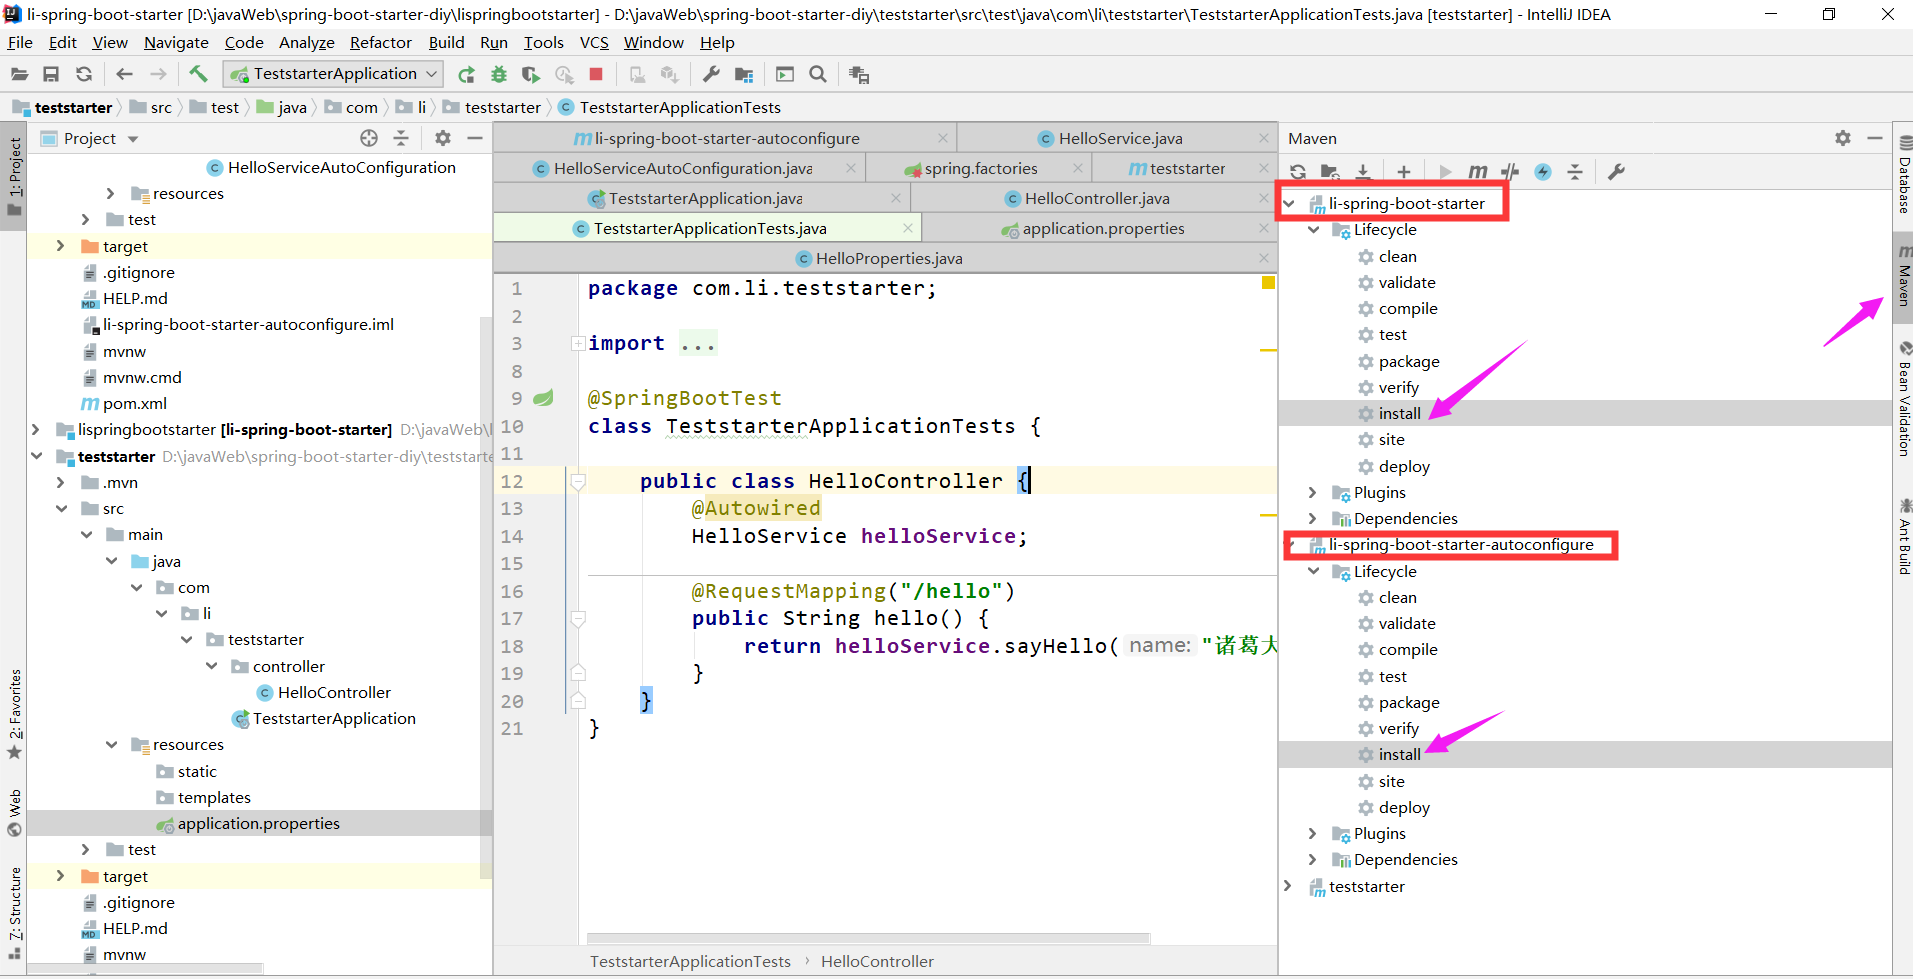 li-spring-boot-starter [D:\javaWeb\spring-boot-starter-diy\lispringbootstarter] - D:\javaWeb\spring-boot-starter-diy\teststarter\src\test\java\com\li\teststarter\TeststarterApplicationTests.java [teststarter] - IntelliJ IDEA
File Edit View Navigate Code Analyze Refactor Build Run Tools VCS Window Help
TeststarterApplication
teststarter src test java com li teststarter TeststarterApplicationTests
1: Project
2: Favorites
Web
7: Structure
Project
HelloServiceAutoConfiguration
resources
test
target
.gitignore
HELP.md
li-spring-boot-starter-autoconfigure.iml
mvnw
mvnw.cmd
pom.xml
lispringbootstarter [li-spring-boot-starter] D:\javaWeb\l
teststarter D:\javaWeb\spring-boot-starter-diy\teststarte
.mvn
src
main
java
com
li
teststarter
controller
HelloController
TeststarterApplication
resources
static
templates
application.properties
test
target
.gitignore
HELP.md
mvnw
li-spring-boot-starter-autoconfigure HelloService.java
HelloServiceAutoConfiguration.java spring.factories teststarter
TeststarterApplication.java HelloController.java
TeststarterApplicationTests.java application.properties
HelloProperties.java
1 package com.li.teststarter;
2
3 import ...
8
9 @SpringBootTest
10 class TeststarterApplicationTests {
11
12 public class HelloController {
13 @Autowired
14 HelloService helloService;
15
16 @RequestMapping("/hello")
17 public String hello() {
18 return helloService.sayHello( name: "诸葛大
19 }
20 }
21 }
TeststarterApplicationTests › HelloController
Maven
li-spring-boot-starter
Lifecycle
clean
validate
compile
test
package
verify
install
site
deploy
Plugins
Dependencies
li-spring-boot-starter-autoconfigure
Lifecycle
clean
validate
compile
test
package
verify
install
site
deploy
Plugins
Dependencies
teststarter
Database
Maven
Bean Validation
Ant Build